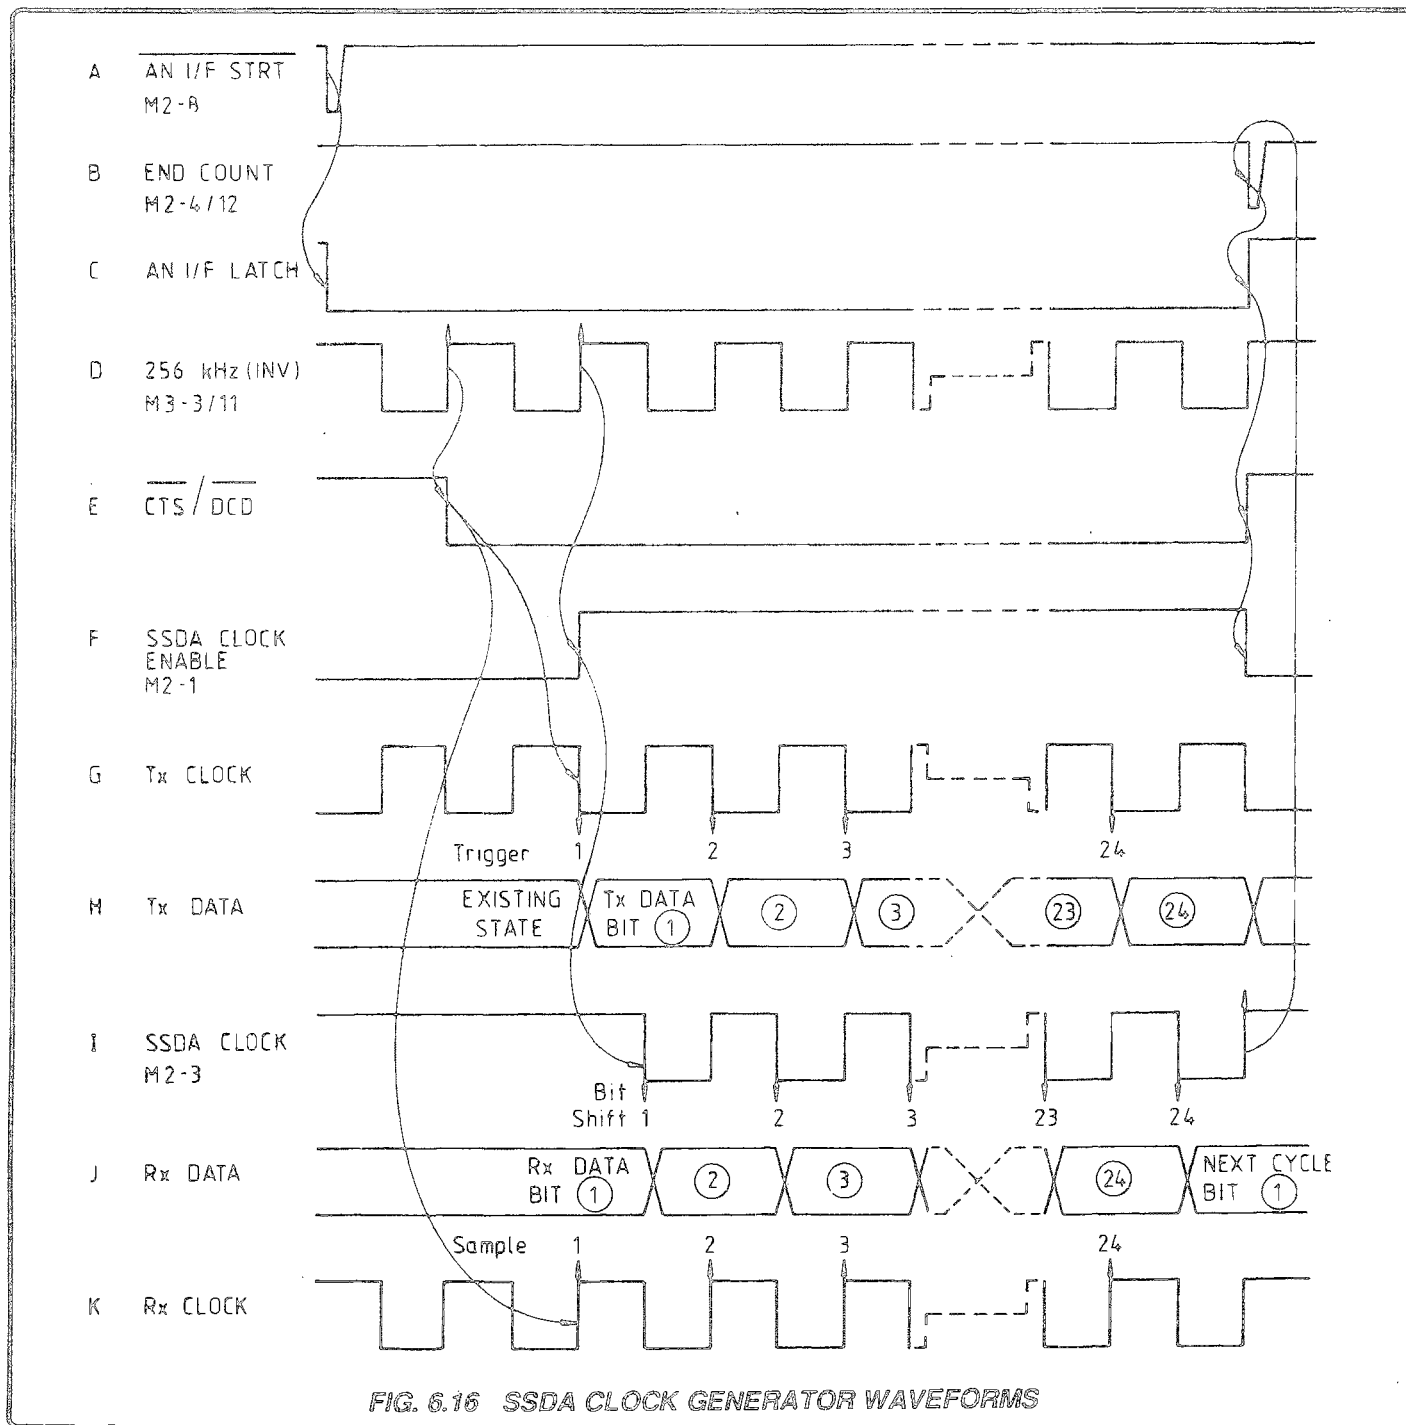 A AN I/F STRT
M2-8
B END COUNT
M2-4/12
C AN I/F LATCH
D 256 kHz (INV)
M3-3/11
E CTS / DCD
F SSDA CLOCK
ENABLE
M2-1
G Tx CLOCK
Trigger 1 2 3 24
H Tx DATA
EXISTING
STATE
Tx DATA
BIT 1 2 3 23 24
I SSDA CLOCK
M2-3
Bit
Shift 1 2 3 23 24
J Rx DATA
Rx DATA
BIT 1 2 3 24
NEXT CYCLE
BIT 1
Sample 1 2 3 24
K Rx CLOCK
FIG. 6.16 SSDA CLOCK GENERATOR WAVEFORMS